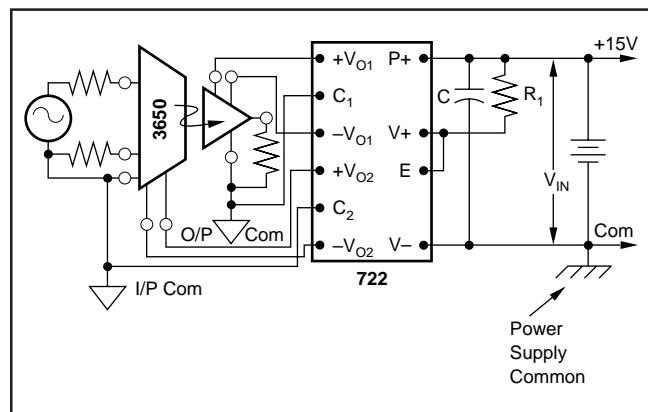 +15V
+V_O1
P+
C_1
C
R_1
3650
–V_O1
V+
+V_O2
E
V_IN
O/P Com
C_2
Com
–V_O2
V–
722
I/P Com
Power
Supply
Common